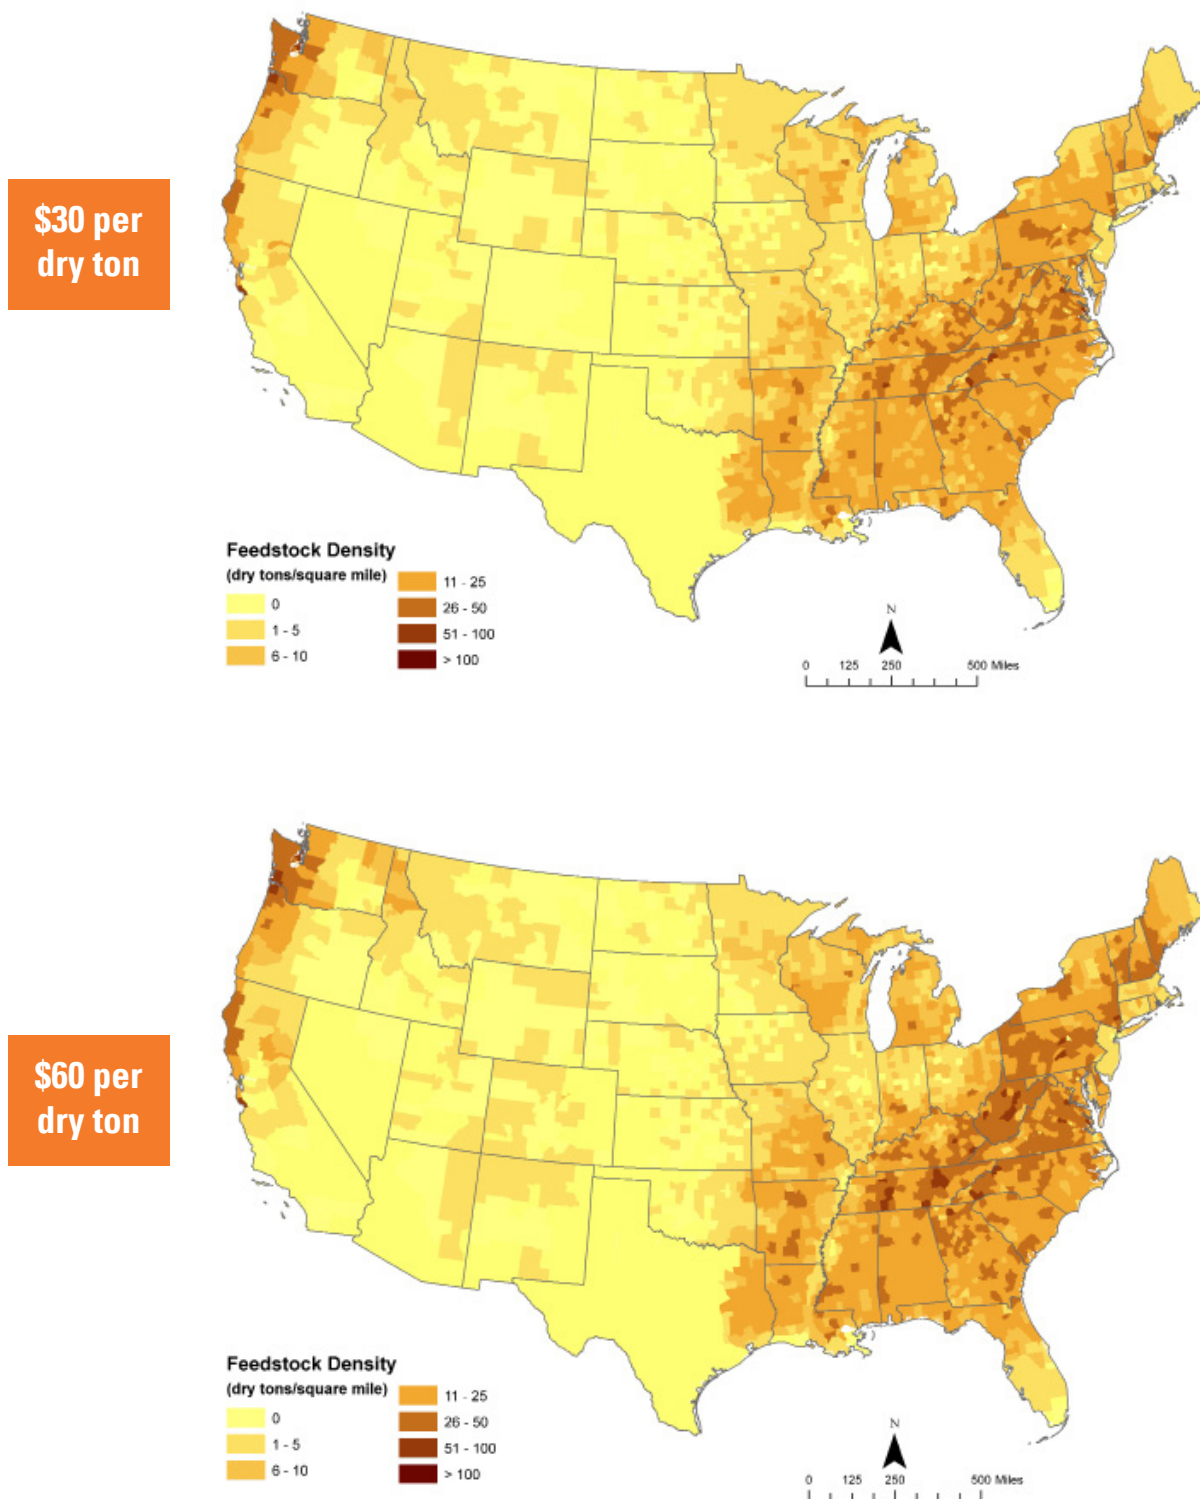 $30 per
dry ton
Feedstock Density
(dry tons/square mile)
0
1 - 5
6 - 10
11 - 25
26 - 50
51 - 100
> 100
N
0 125 250 500 Miles
$60 per
dry ton
Feedstock Density
(dry tons/square mile)
0
1 - 5
6 - 10
11 - 25
26 - 50
51 - 100
> 100
N
0 125 250 500 Miles